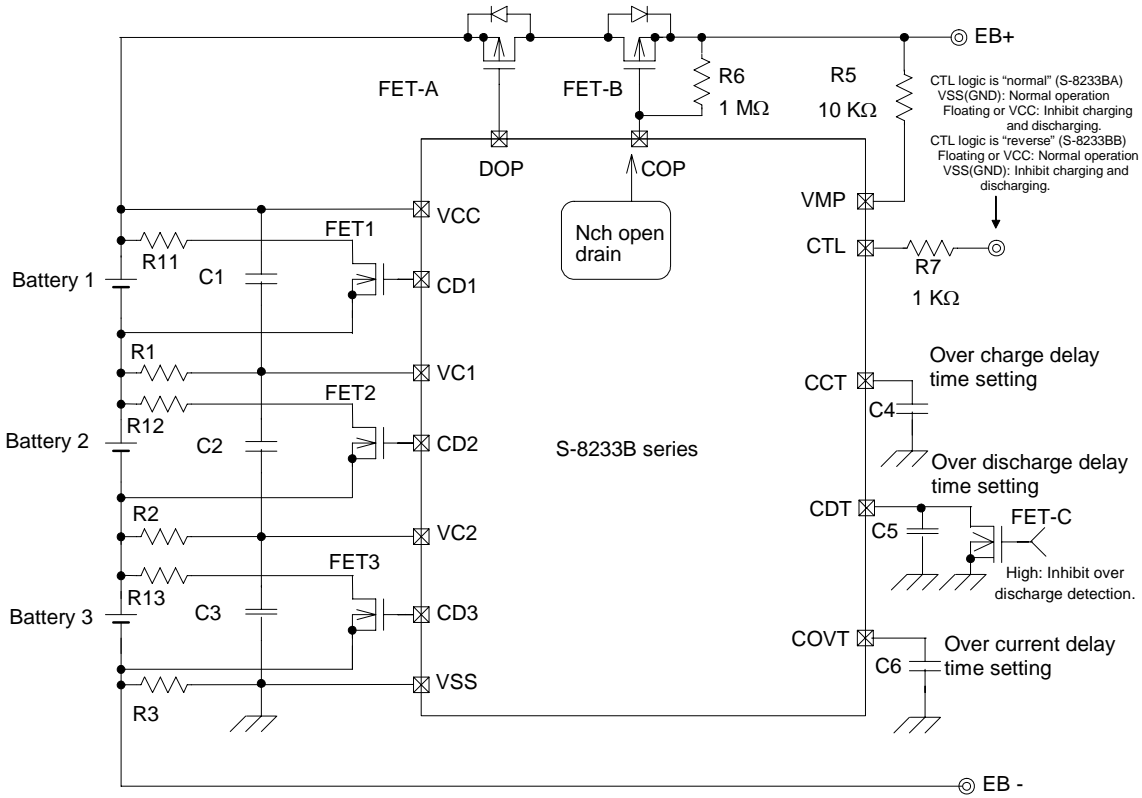 EB+
FET-A
FET-B
R6
1 MΩ
R5
10 KΩ
CTL logic is “normal” (S-8233BA)
VSS(GND): Normal operation
Floating or VCC: Inhibit charging
and discharging.
CTL logic is “reverse” (S-8233BB)
Floating or VCC: Normal operation
VSS(GND): Inhibit charging and
discharging.
DOP
COP
Nch open
drain
VMP
CTL
R7
1 KΩ
VCC
FET1
R11
C1
Battery 1
CD1
R1
VC1
FET2
R12
Battery 2
C2
CD2
S-8233B series
R2
VC2
FET3
R13
Battery 3
C3
CD3
VSS
R3
Over charge delay
time setting
CCT
C4
Over discharge delay
time setting
CDT
C5
FET-C
High: Inhibit over
discharge detection.
COVT
C6
Over current delay
time setting
EB -